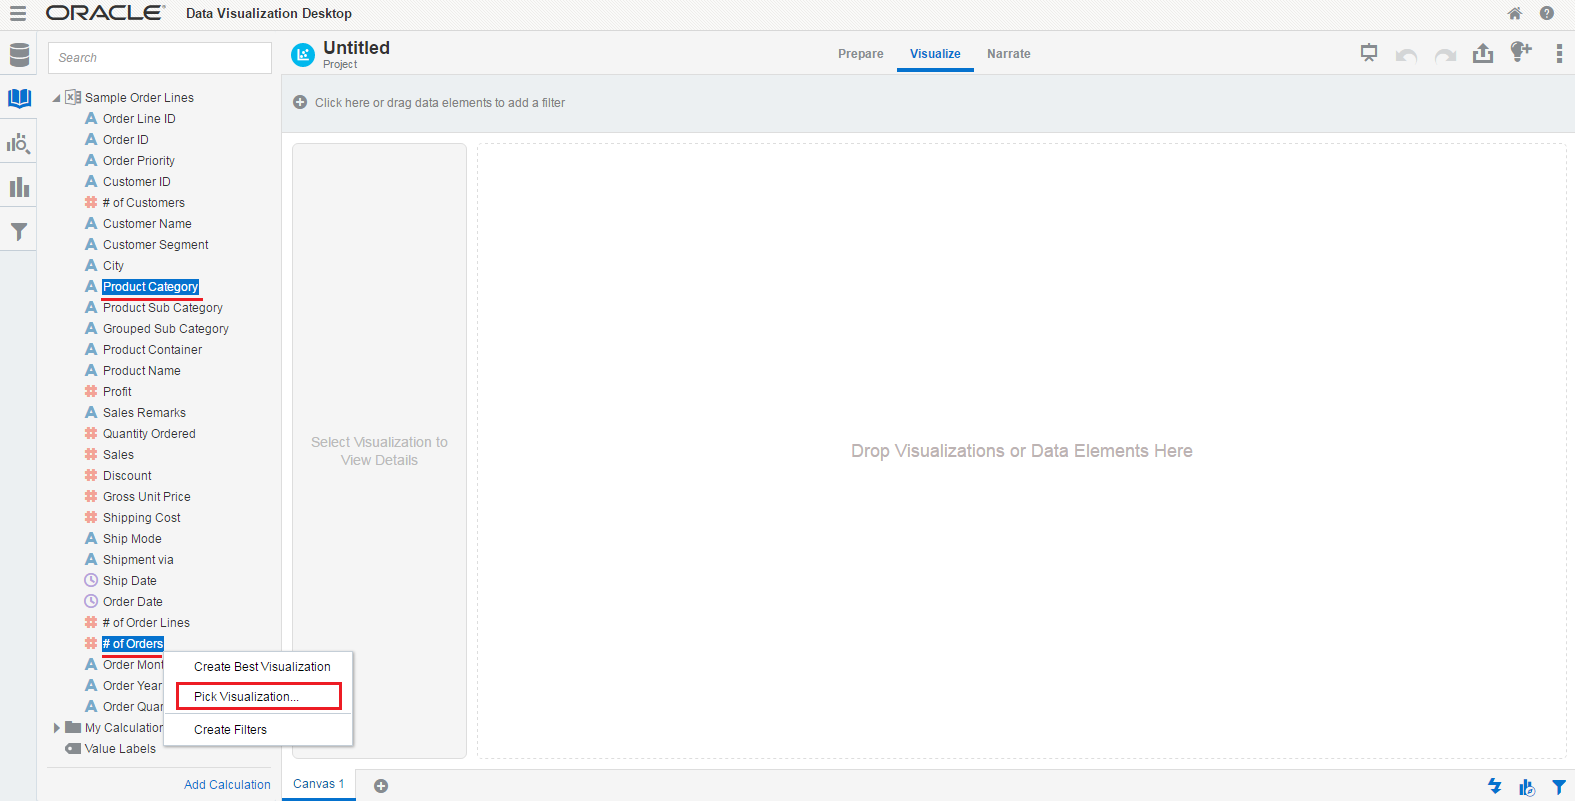 ORACLE Data Visualization Desktop
Search
Untitled
Project
Prepare Visualize Narrate
Click here or drag data elements to add a filter
Sample Order Lines
A Order Line ID
A Order ID
A Order Priority
A Customer ID
# # of Customers
A Customer Name
A Customer Segment
A City
A Product Category
A Product Sub Category
A Grouped Sub Category
A Product Container
A Product Name
# Profit
A Sales Remarks
# Quantity Ordered
# Sales
# Discount
# Gross Unit Price
# Shipping Cost
A Ship Mode
A Shipment via
Ship Date
Order Date
# # of Order Lines
# # of Orders
A Order Mont
A Order Year
A Order Quar
My Calculation
Value Labels
Add Calculation
Create Best Visualization
Pick Visualization...
Create Filters
Select Visualization to
View Details
Drop Visualizations or Data Elements Here
Canvas 1